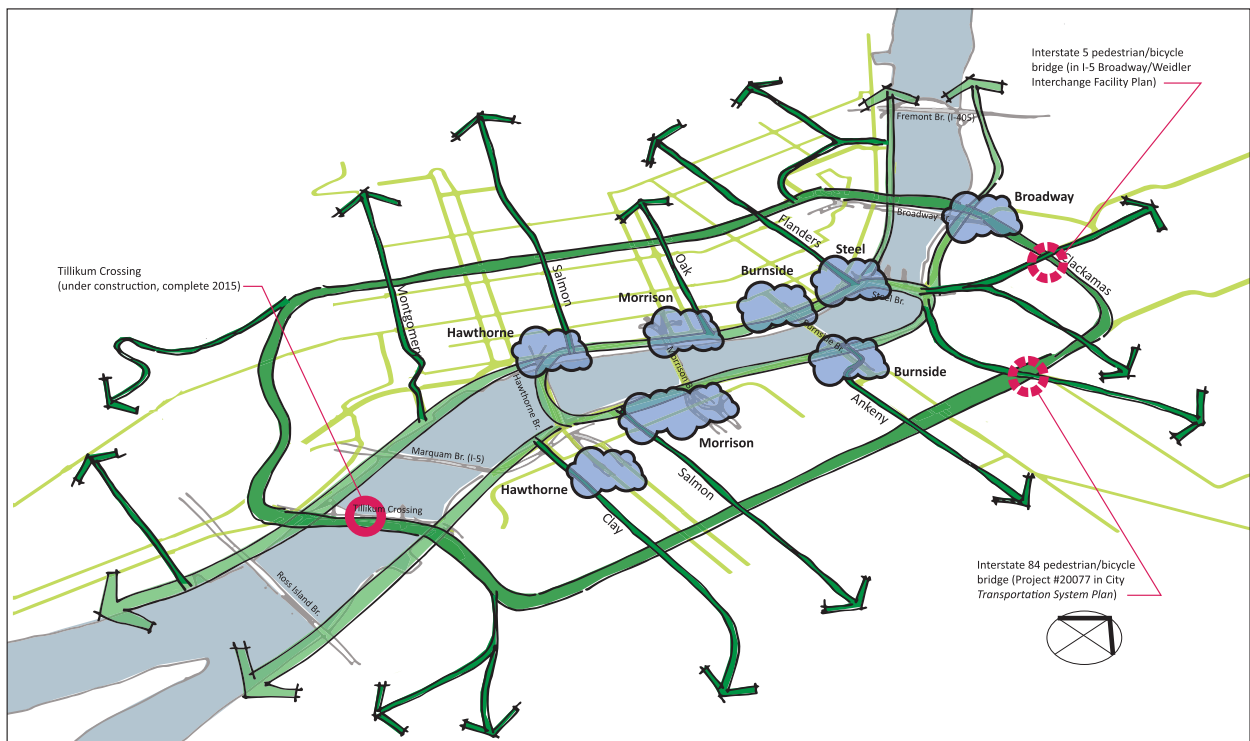 Interstate 5 pedestrian/bicycle
bridge (in I-5 Broadway/Weidler
Interchange Facility Plan)
Fremont Br. (I-405)
Broadway
Broadway Br.
Flanders
Steel
Clackamas
Tillikum Crossing
(under construction, complete 2015)
Salmon
Oak
Burnside
Steel Br.
Montgomery
Morrison
Burnside Br.
Hawthorne
Morrison Br.
Burnside
Hawthorne Br.
Ankeny
Morrison
Marquam Br. (I-5)
Salmon
Hawthorne
Tillikum Crossing
Clay
Interstate 84 pedestrian/bicycle
bridge (Project #20077 in City
Transportation System Plan)
Ross Island Br.